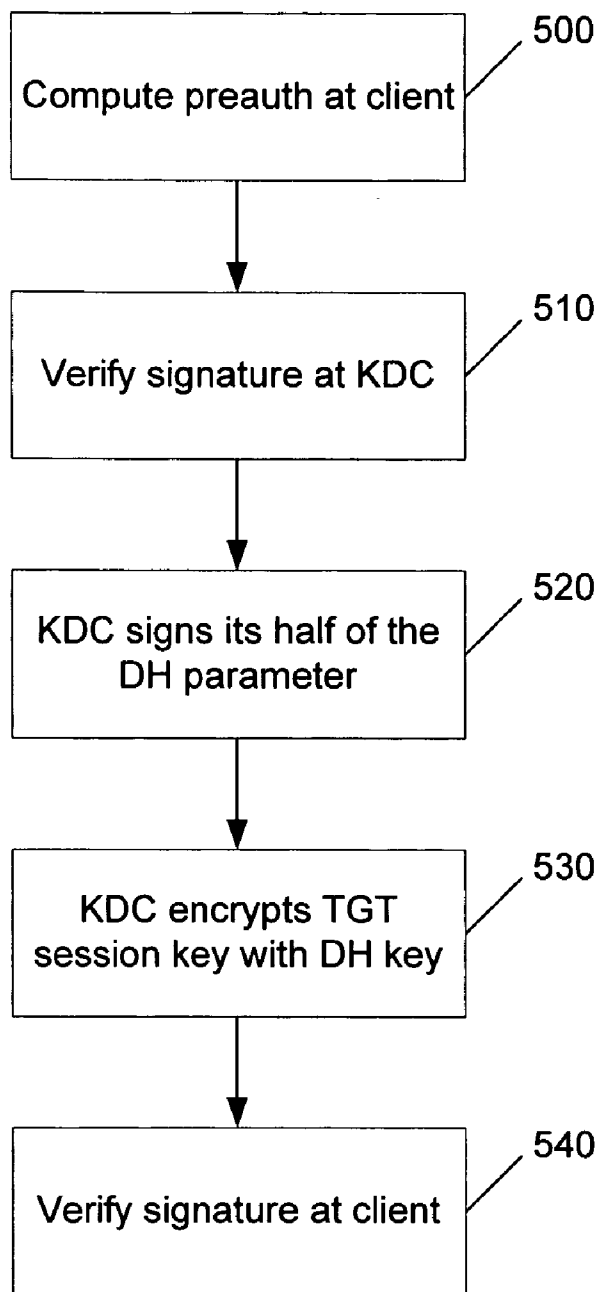 500
Compute preauth at client
510
Verify signature at KDC
520
KDC signs its half of the
DH parameter
530
KDC encrypts TGT
session key with DH key
540
Verify signature at client